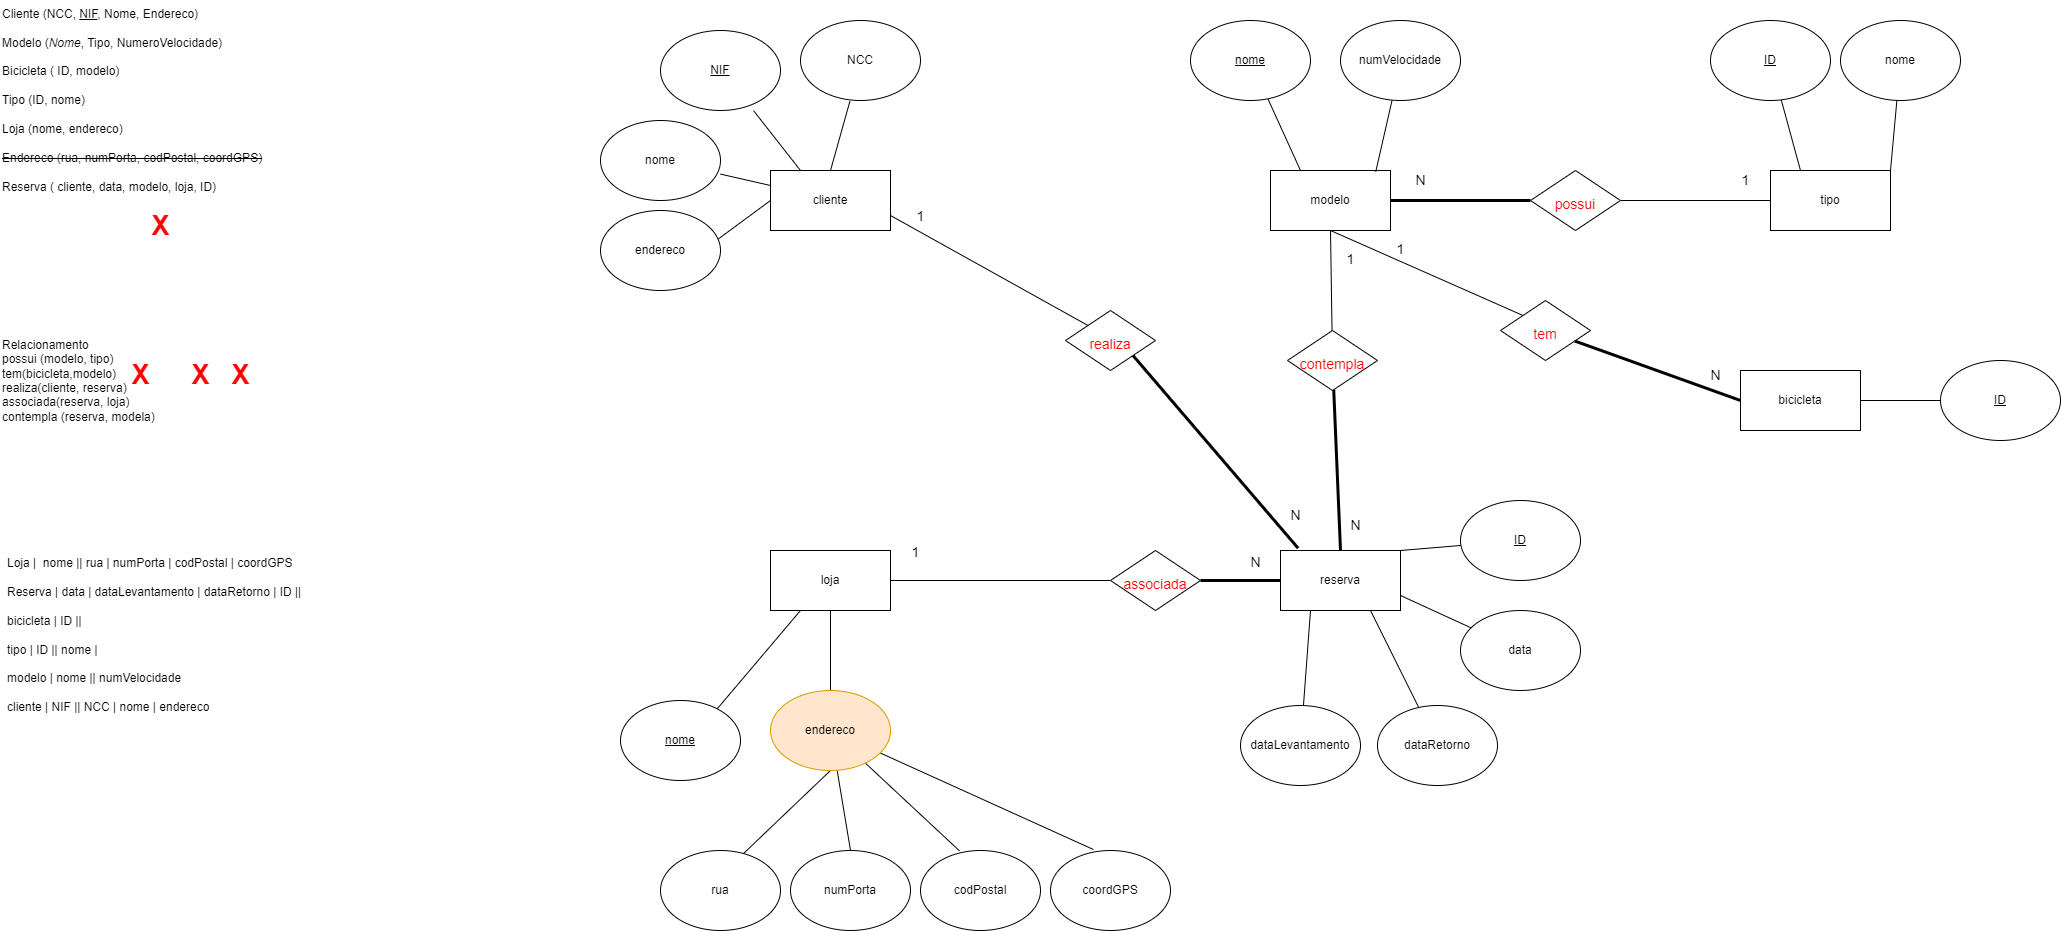 Cliente (NCC, NIF, Nome, Endereco)
Modelo (Nome, Tipo, NumeroVelocidade)
Bicicleta ( ID, modelo)
Tipo (ID, nome)
Loja (nome, endereco)
Endereco (rua, numPorta, codPostal, coordGPS)
Reserva ( cliente, data, modelo, loja, ID)
X
Relacionamento
possui (modelo, tipo)
tem(bicicleta,modelo)
realiza(cliente, reserva)
associada(reserva, loja)
contempla (reserva, modela)
X X X
Loja | nome || rua | numPorta | codPostal | coordGPS
Reserva | data | dataLevantamento | dataRetorno | ID ||
bicicleta | ID ||
tipo | ID || nome |
modelo | nome || numVelocidade
cliente | NIF || NCC | nome | endereco
NIF
NCC
nome
endereco
cliente
1
realiza
N
nome
numVelocidade
modelo
N
possui
1
tipo
ID
nome
1
1
contempla
N
tem
N
bicicleta
ID
loja
1
associada
N
reserva
ID
data
dataLevantamento
dataRetorno
nome
endereco
rua
numPorta
codPostal
coordGPS